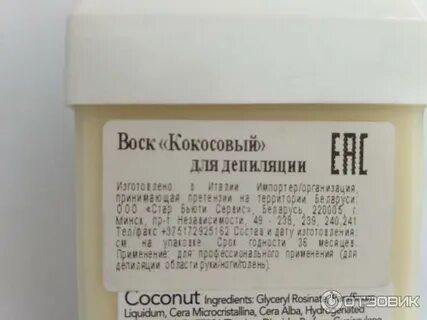 Воск «Кокосовый»
для депиляции
EAC
Изготовлено в Италии Импортер/организация,
принимающая претензии на территории Беларуси:
ООО «Стар Бьюти Сервис», Беларусь, 220005, г.
Минск, пр-т Независимости, 49 - 238, 239, 240,241
Тел/факс +375172925162 Состав и дату изготовления
см. на упаковке Срок годности 36 месяцев.
Применение: для профессионального применения (для
депиляции области руки/ноги/голень)
Coconut Ingredients: Glyceryl Rosinate
Liquidum, Cera Microcristallina, Cera Alba, Hydrogenated
ОТЗОВИК